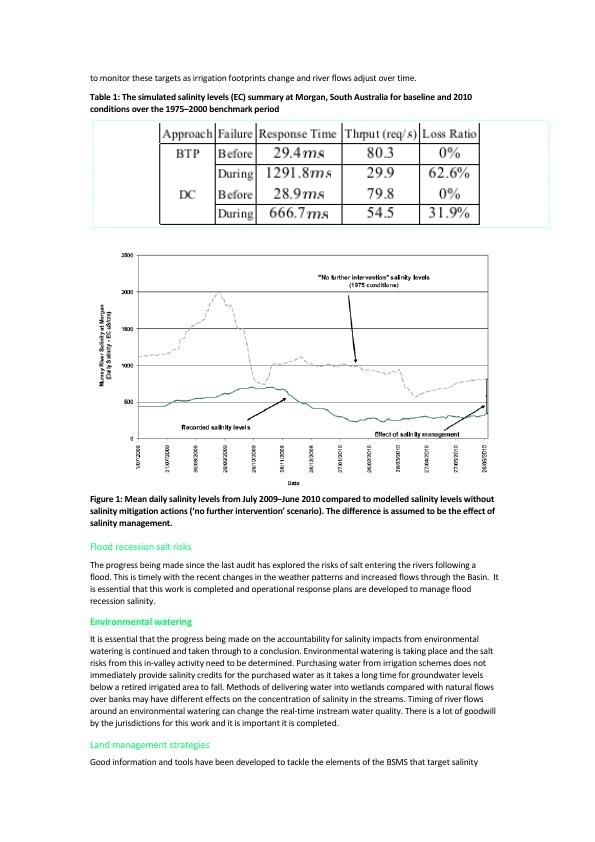 to monitor these targets as irrigation footprints change and river flows adjust over time.
Table 1: The simulated salinity levels (EC) summary at Morgan, South Australia for baseline and 2010
conditions over the 1975–2000 benchmark period
Approach Failure Response Time Thput (req/s) Loss Ratio
BTP Before 29.4ms 80.3 0%
During 1291.8ms 29.9 62.6%
DC Before 28.9ms 79.8 0%
During 666.7ms 54.5 31.9%
2500
2000
1500
1000
500
0
Murray River Salinity at Morgan
(Daily Salinity - EC uS/cm)
"No further intervention" salinity levels
(1975 conditions)
Recorded salinity levels
Effect of salinity management
1/07/2009
31/07/2009
30/08/2009
29/09/2009
29/10/2009
28/11/2009
28/12/2009
27/01/2010
26/02/2010
28/03/2010
27/04/2010
27/05/2010
26/06/2010
Date
Figure 1: Mean daily salinity levels from July 2009–June 2010 compared to modelled salinity levels without
salinity mitigation actions (‘no further intervention’ scenario). The difference is assumed to be the effect of
salinity management.
Flood recession salt risks
The progress being made since the last audit has explored the risks of salt entering the rivers following a
flood. This is timely with the recent changes in the weather patterns and increased flows through the Basin. It
is essential that this work is completed and operational response plans are developed to manage flood
recession salinity.
Environmental watering
It is essential that the progress being made on the accountability for salinity impacts from environmental
watering is continued and taken through to a conclusion. Environmental watering is taking place and the salt
risks from this in-valley activity need to be determined. Purchasing water from irrigation schemes does not
immediately provide salinity credits for the purchased water as it takes a long time for groundwater levels
below a retired irrigated area to fall. Methods of delivering water into wetlands compared with natural flows
over banks may have different effects on the concentration of salinity in the streams. Timing of river flows
around an environmental watering can change the real-time instream water quality. There is a lot of goodwill
by the jurisdictions for this work and it is important it is completed.
Land management strategies
Good information and tools have been developed to tackle the elements of the BSMS that target salinity